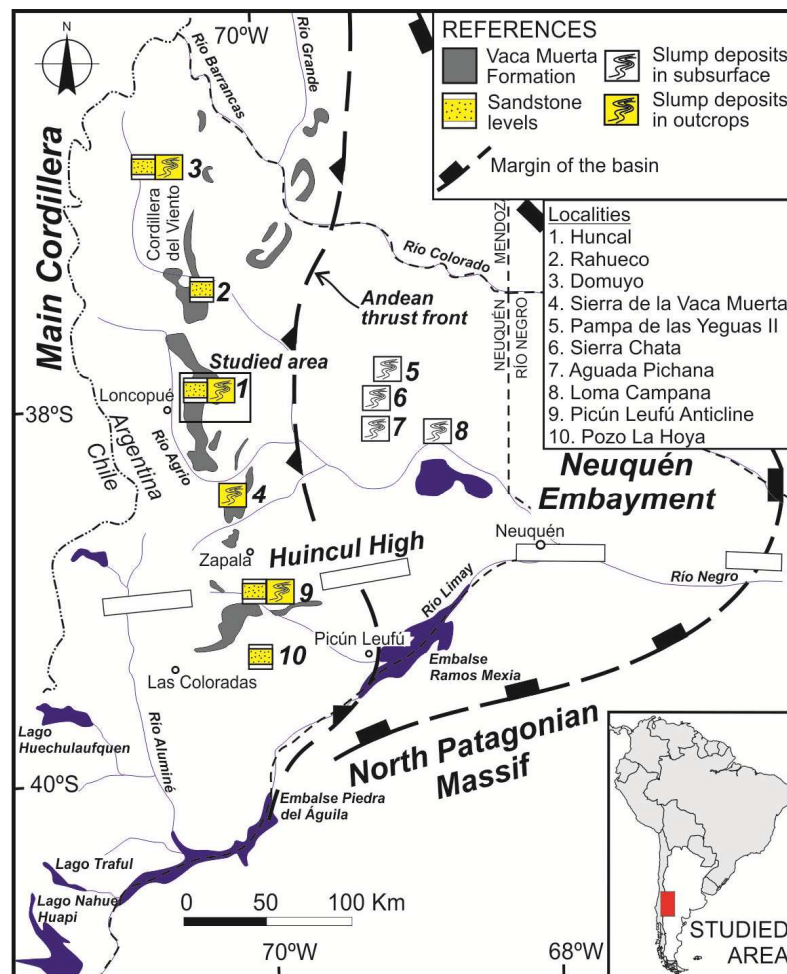 70ºW
N
Río Barrancas
Río Grande
REFERENCES
Vaca Muerta
Formation
Slump deposits
in subsurface
Sandstone
levels
Slump deposits
in outcrops
Margin of the basin
Main Cordillera
3
Cordillera
del Viento
2
Río Colorado
MENDOZ
NEUQUÉN
RÍO NEGRO
Andean
thrust front
Localities
1. Huncal
2. Rahueco
3. Domuyo
4. Sierra de la Vaca Muerta
5. Pampa de las Yeguas II
6. Sierra Chata
7. Aguada Pichana
8. Loma Campana
9. Picún Leufú Anticline
10. Pozo La Hoya
Studied area
1
Loncopué
38ºS
5
6
7
8
Argentina
Chile
Río Agrio
4
Neuquén
Embayment
Zapala
Huincul High
Neuquén
Río Limay
Río Negro
9
Picún Leufú
10
Las Coloradas
Embalse
Ramos Mexia
Lago
Huechulaufquen
Río Aluminé
North Patagonian
Massif
40ºS
Embalse Piedra
del Águila
Lago Traful
Lago Nahuel
Huapi
0 50 100 Km
70ºW
68ºW
STUDIED
AREA